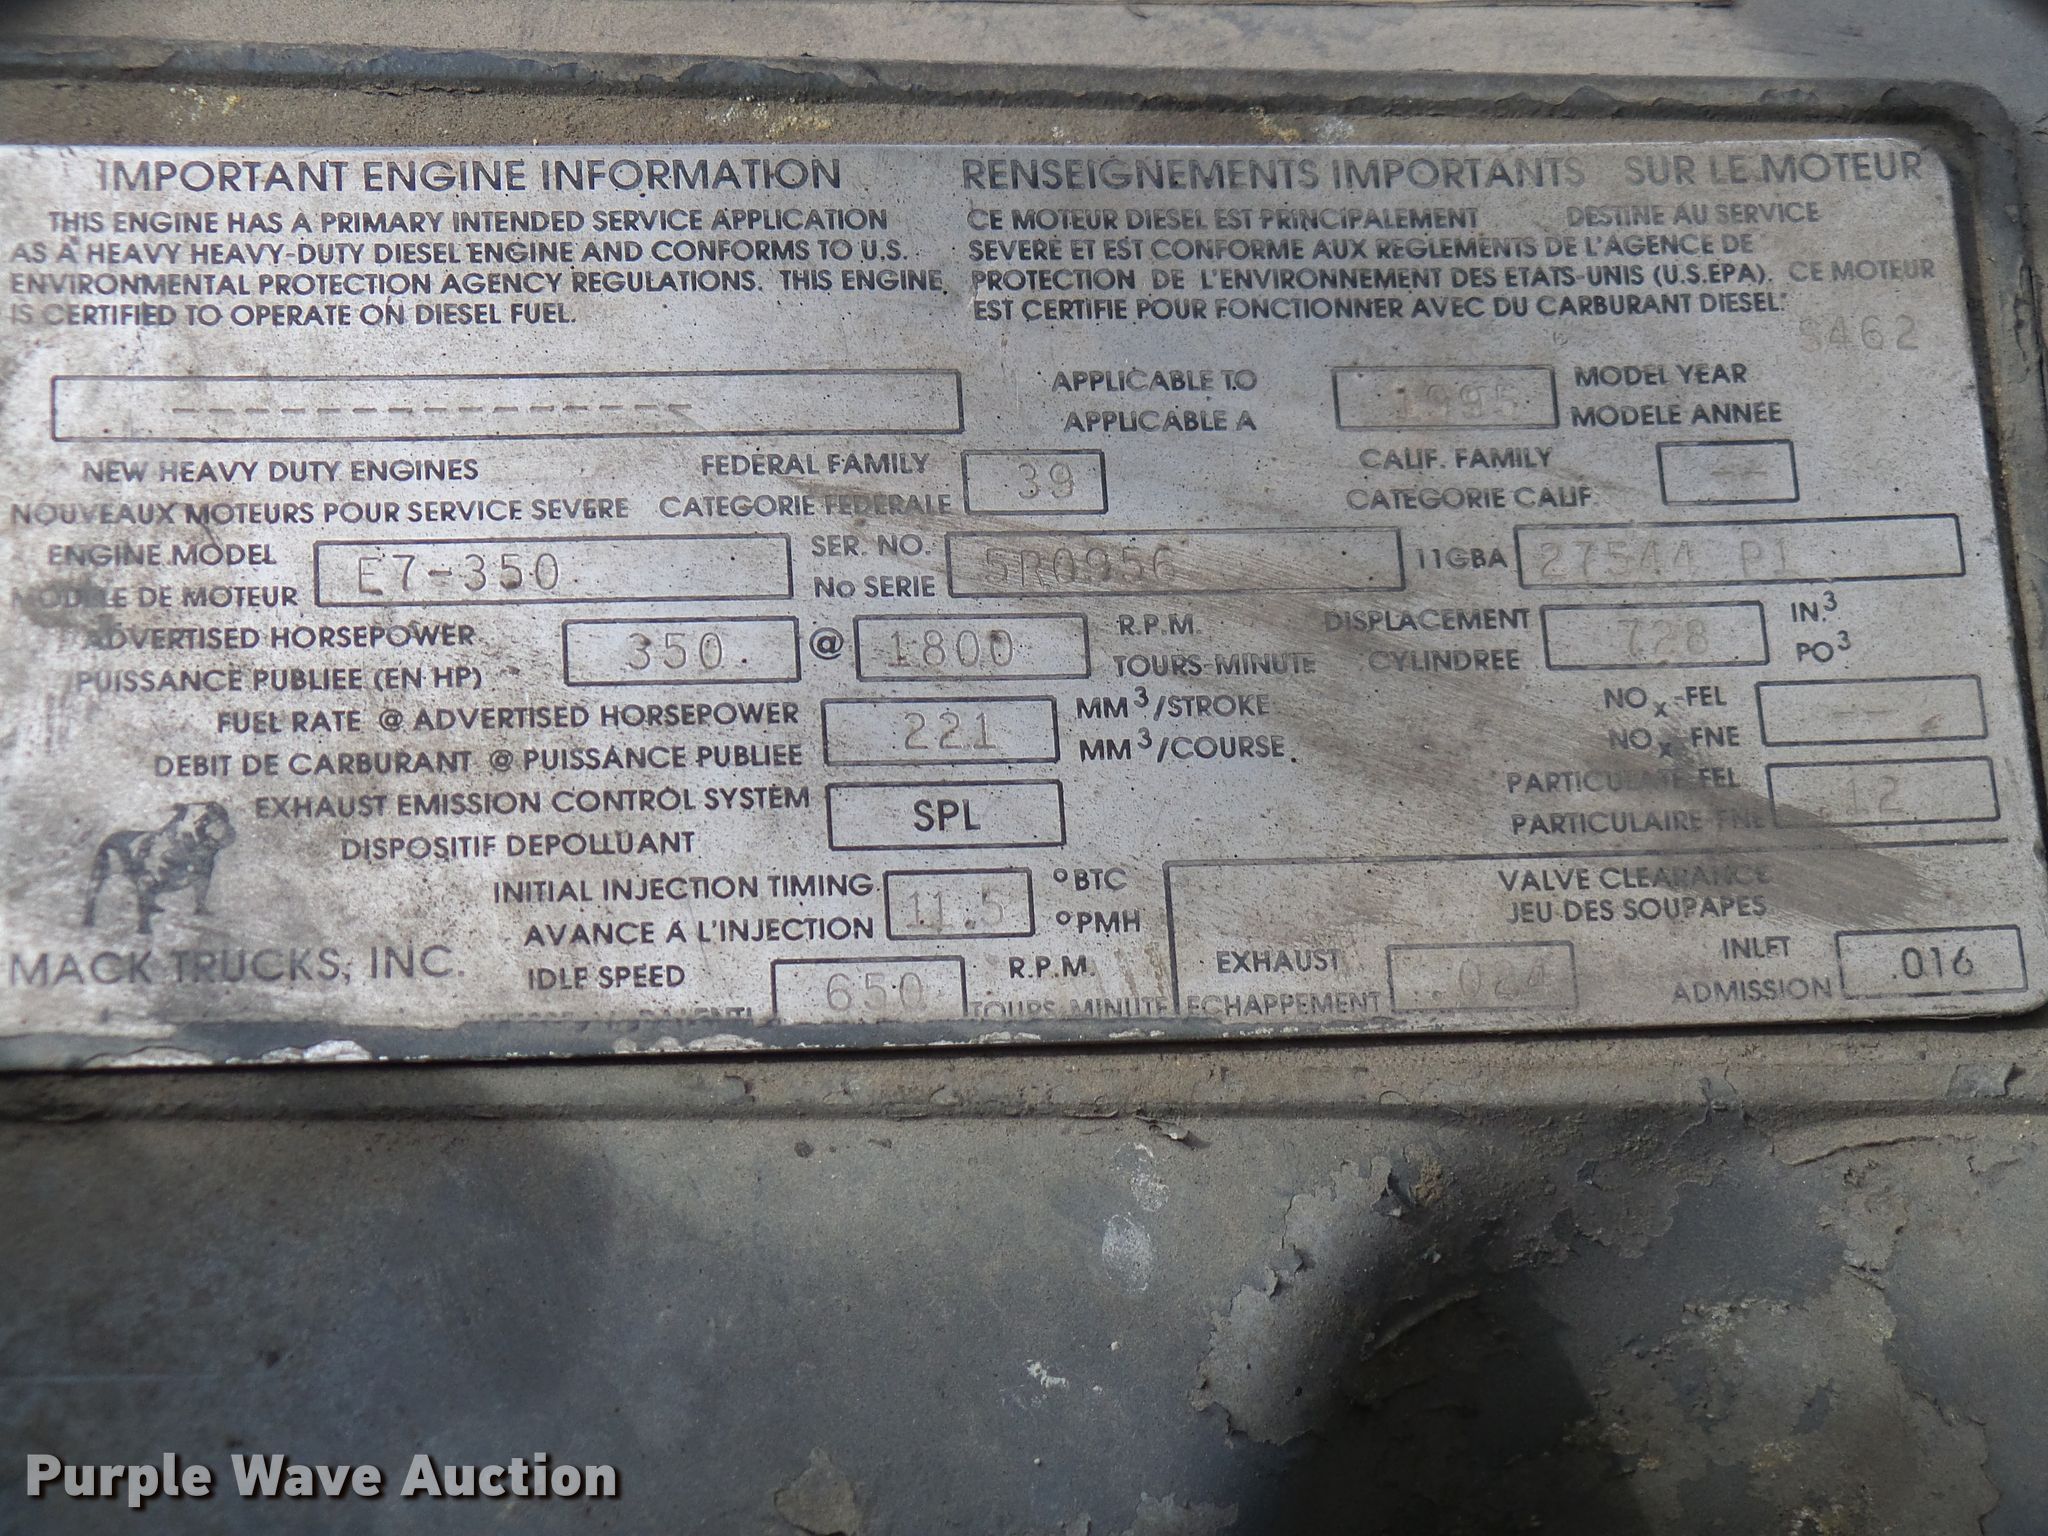 IMPORTANT ENGINE INFORMATION
THIS ENGINE HAS A PRIMARY INTENDED SERVICE APPLICATION
AS A HEAVY HEAVY-DUTY DIESEL ENGINE AND CONFORMS TO U.S.
ENVIRONMENTAL PROTECTION AGENCY REGULATIONS. THIS ENGINE
IS CERTIFIED TO OPERATE ON DIESEL FUEL.
RENSEIGNEMENTS IMPORTANTS SUR LE MOTEUR
CE MOTEUR DIESEL EST PRINCIPALEMENT DESTINE AU SERVICE
SEVERE ET EST CONFORME AUX REGLEMENTS DE L'AGENCE DE
PROTECTION DE L'ENVIRONNEMENT DES ETATS-UNIS (U.S.EPA). CE MOTEUR
EST CERTIFIE POUR FONCTIONNER AVEC DU CARBURANT DIESEL.
S462
---------------
APPLICABLE TO 1995 MODEL YEAR
APPLICABLE A MODELE ANNEE
NEW HEAVY DUTY ENGINES FEDERAL FAMILY 39 CALIF. FAMILY --
NOUVEAUX MOTEURS POUR SERVICE SEVERE CATEGORIE FEDERALE CATEGORIE CALIF.
ENGINE MODEL E7-350 SER. NO. 5R0956 11GBA 27544 P1
MODELE DE MOTEUR No SERIE
ADVERTISED HORSEPOWER 350 @ 1800 R.P.M. DISPLACEMENT 728 IN.³
PUISSANCE PUBLIEE (EN HP) TOURS-MINUTE CYLINDREE PO³
FUEL RATE @ ADVERTISED HORSEPOWER 221 MM³/STROKE NOx-FEL --
DEBIT DE CARBURANT @ PUISSANCE PUBLIEE MM³/COURSE NOx FNE
EXHAUST EMISSION CONTROL SYSTEM SPL PARTICULATE-FEL .12
DISPOSITIF DEPOLLUANT PARTICULAIRE-FNE
INITIAL INJECTION TIMING 11.5 °BTC VALVE CLEARANCE
AVANCE A L'INJECTION °PMH JEU DES SOUPAPES
MACK TRUCKS, INC. IDLE SPEED 650 R.P.M. EXHAUST .024 INLET .016
TOURS-MINUTE ECHAPPEMENT ADMISSION
Purple Wave Auction